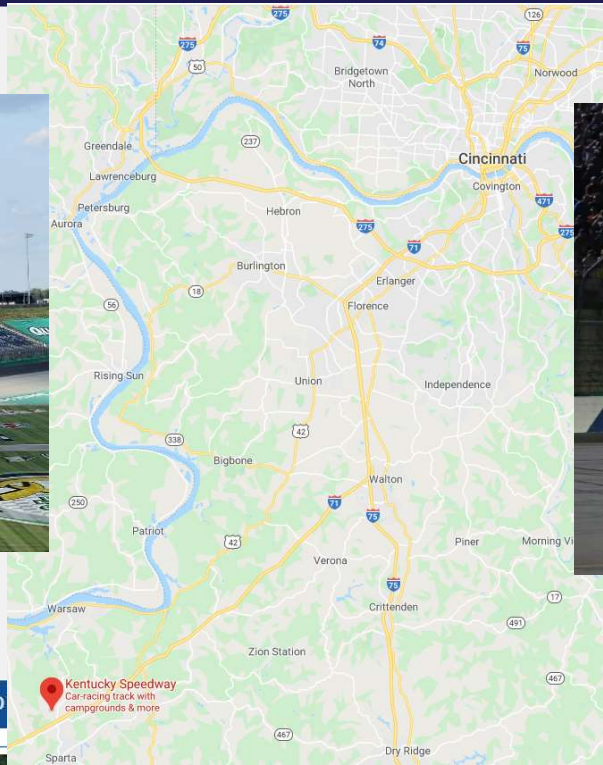 275
126
74
275
75
50
Bridgetown
North
Norwood
237
Greendale
Cincinnati
Lawrenceburg
Covington
471
Petersburg
Hebron
Aurora
275
275
71
Burlington
Erlanger
18
56
Florence
Rising Sun
Union
Independence
42
338
Bigbone
Walton
250
71
75
Patriot
42
Piner
Morning Vi
Verona
75
17
Warsaw
Crittenden
491
Zion Station
Kentucky Speedway
Car-racing track with
campgrounds & more
467
467
Sparta
Dry Ridge